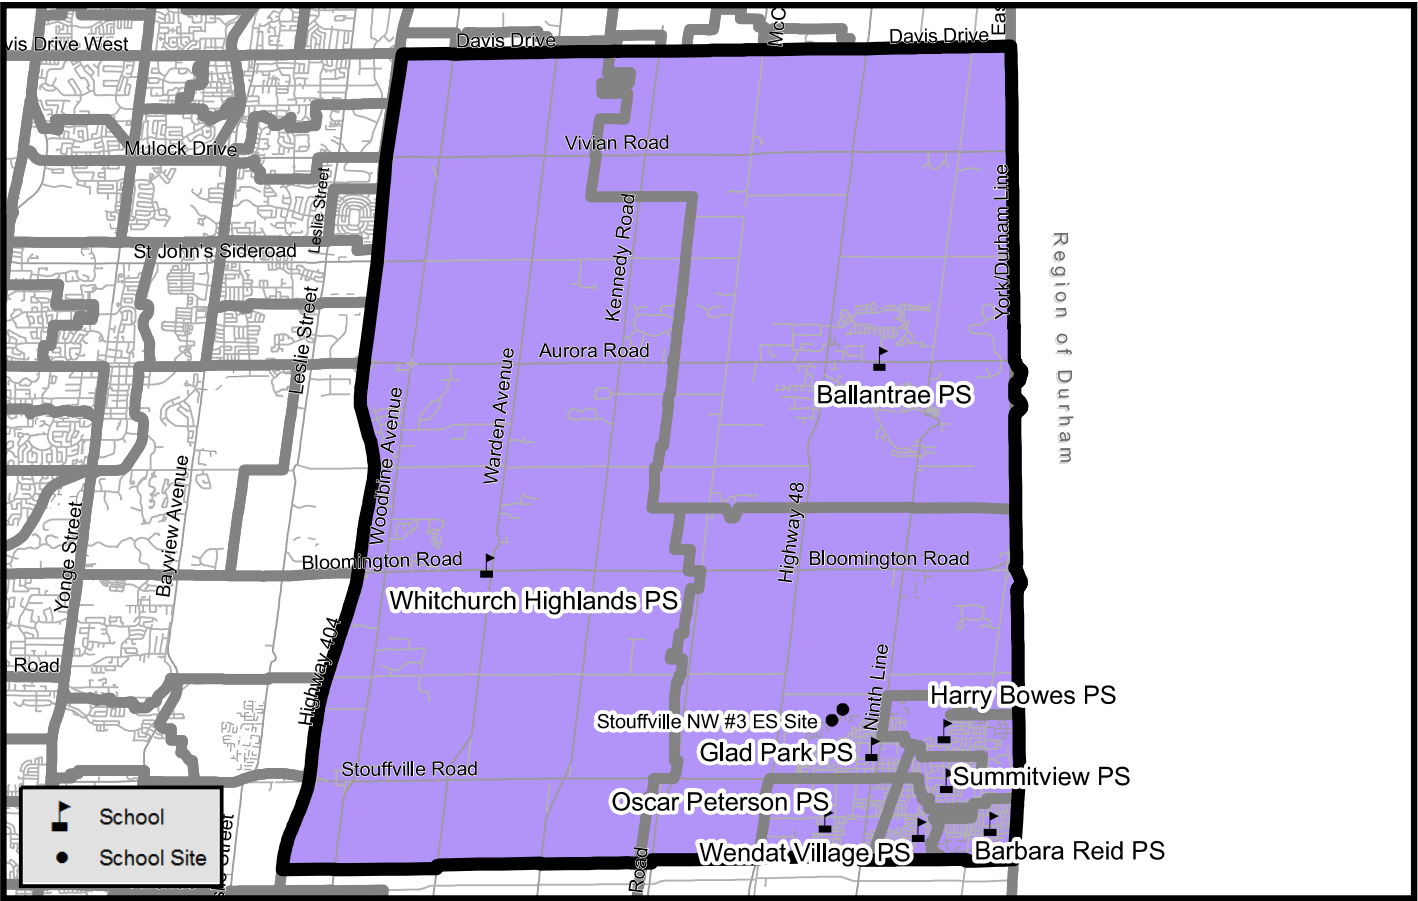 vis Drive West
Davis Drive
McC
Davis Drive
Eas
Mulock Drive
Vivian Road
Leslie Street
St John's Sideroad
Kennedy Road
York/Durham Line
Region of Durham
Leslie Street
Aurora Road
Warden Avenue
Woodbine Avenue
Ballantrae PS
Yonge Street
Bayview Avenue
Highway 48
Bloomington Road
Bloomington Road
Whitchurch Highlands PS
Highway 404
Road
Ninth Line
Harry Bowes PS
Stouffville NW #3 ES Site
Glad Park PS
Stouffville Road
Summitview PS
Oscar Peterson PS
Wendat Village PS
Barbara Reid PS
Road
School
School Site
Street